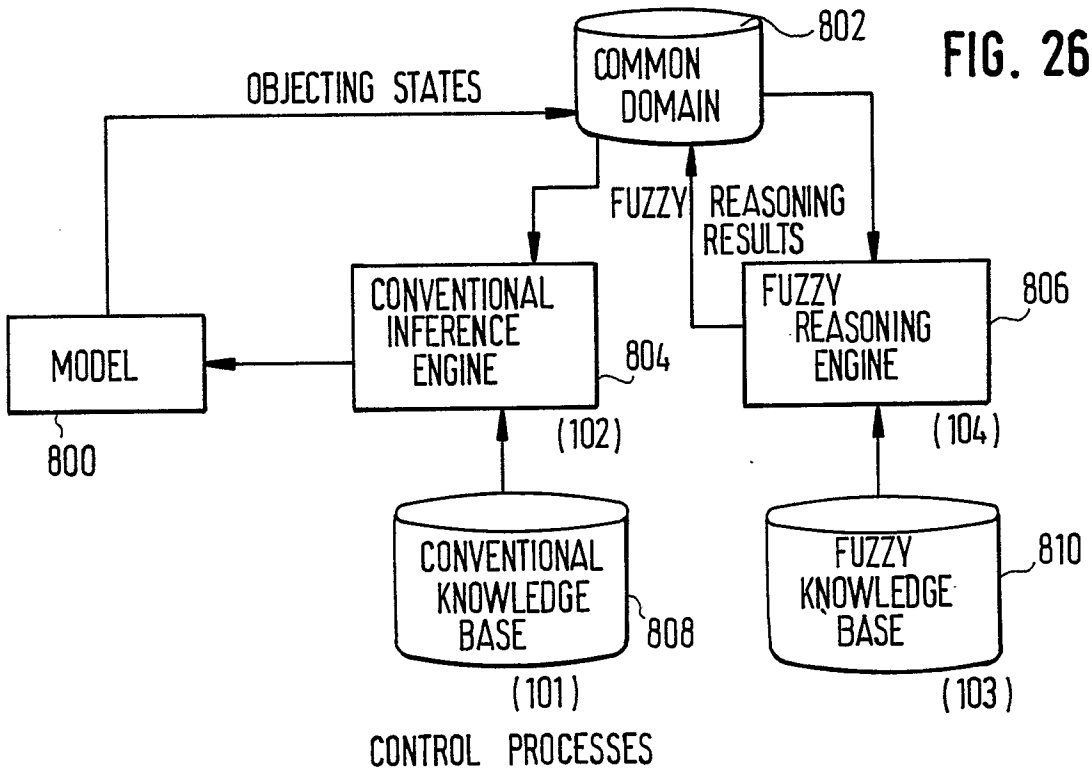 802
FIG. 26
COMMON
DOMAIN
OBJECTING STATES
FUZZY REASONING
RESULTS
CONVENTIONAL
INFERENCE
ENGINE
804
(102)
FUZZY
REASONING
ENGINE
806
(104)
MODEL
800
CONVENTIONAL
KNOWLEDGE
BASE
808
(101)
FUZZY
KNOWLEDGE
BASE
810
(103)
CONTROL PROCESSES